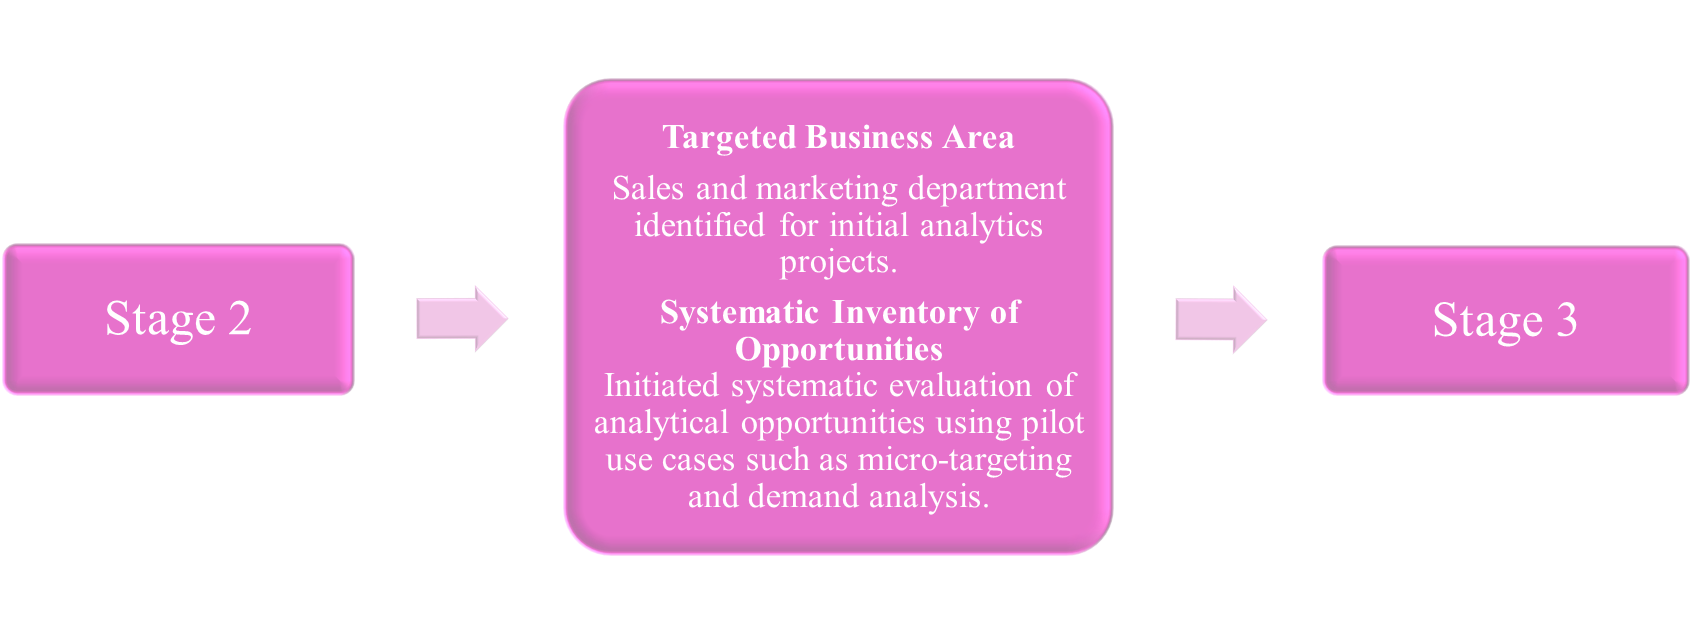 Stage 2
Targeted Business Area
Sales and marketing department
identified for initial analytics
projects.
Systematic Inventory of
Opportunities
Initiated systematic evaluation of
analytical opportunities using pilot
use cases such as micro-targeting
and demand analysis.
Stage 3